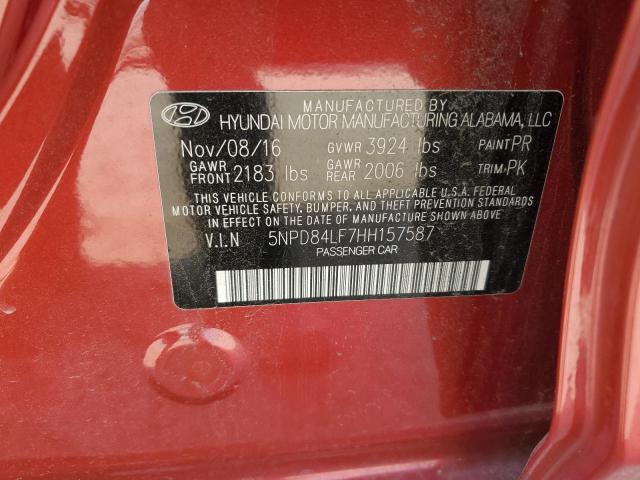 MANUFACTURED BY
HYUNDAI MOTOR MANUFACTURING ALABAMA, LLC
Nov/08/16 GVWR 3924 lbs PAINT PR
GAWR FRONT 2183 lbs GAWR REAR 2006 lbs TRIM PK
THIS VEHICLE CONFORMS TO ALL APPLICABLE U.S.A. FEDERAL
MOTOR VEHICLE SAFETY, BUMPER, AND THEFT PREVENTION STANDARDS
IN EFFECT ON THE DATE OF MANUFACTURE SHOWN ABOVE.
V.I.N 5NPD84LF7HH157587
PASSENGER CAR